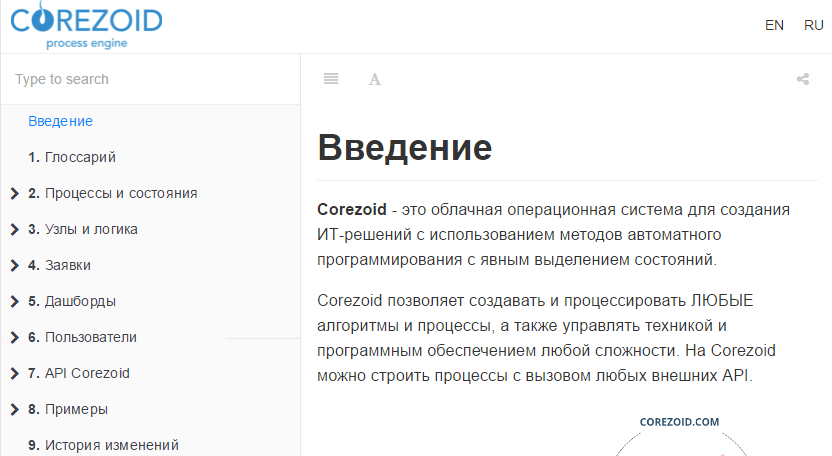 COREZOID
process engine
EN RU
Type to search
Введение
1. Глоссарий
2. Процессы и состояния
3. Узлы и логика
4. Заявки
5. Дашборды
6. Пользователи
7. API Corezoid
8. Примеры
9. История изменений
A
Введение
Corezoid - это облачная операционная система для создания
ИТ-решений с использованием методов автоматного
программирования с явным выделением состояний.
Corezoid позволяет создавать и процессировать ЛЮБЫЕ
алгоритмы и процессы, а также управлять техникой и
программным обеспечением любой сложности. На Corezoid
можно строить процессы с вызовом любых внешних API.
COREZOID.COM